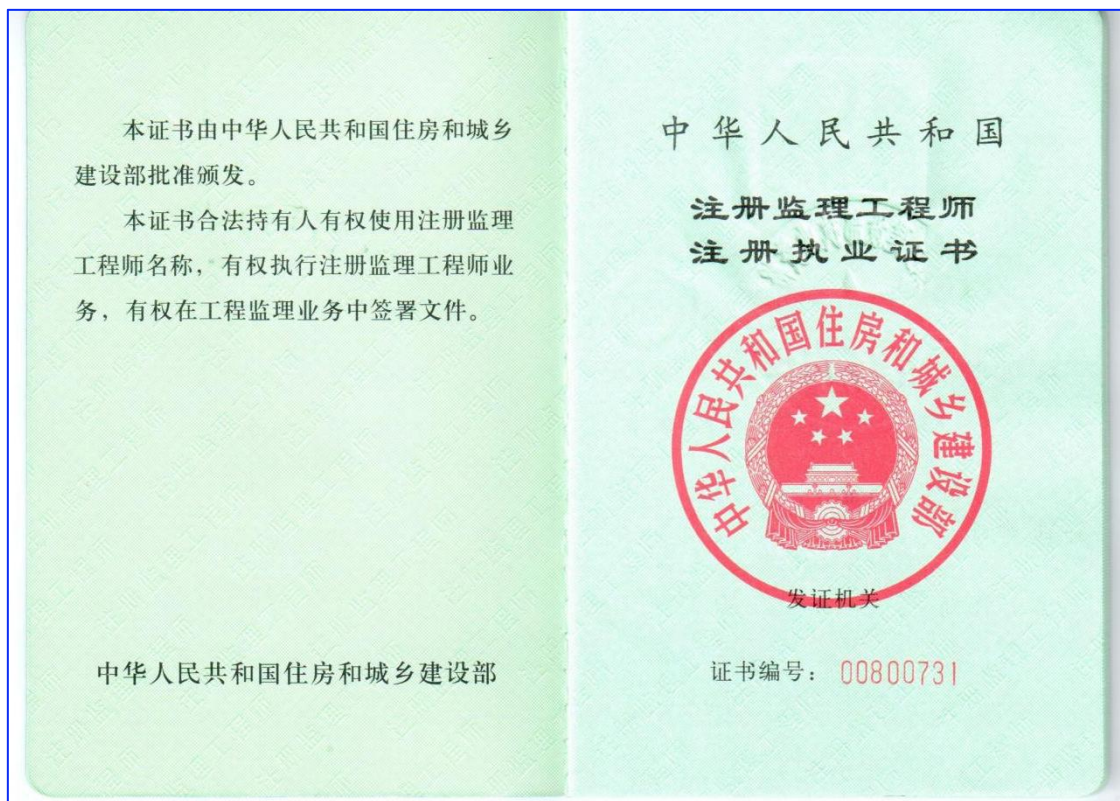 本证书由中华人民共和国住房和城乡
建设部批准颁发。
本证书合法持有人有权使用注册监理
工程师名称，有权执行注册监理工程师业
务，有权在工程监理业务中签署文件。
中华人民共和国住房和城乡建设部
中华人民共和国
注册监理工程师
注册执业证书
中华人民共和国住房和城乡建设部
发证机关
证书编号：00800731